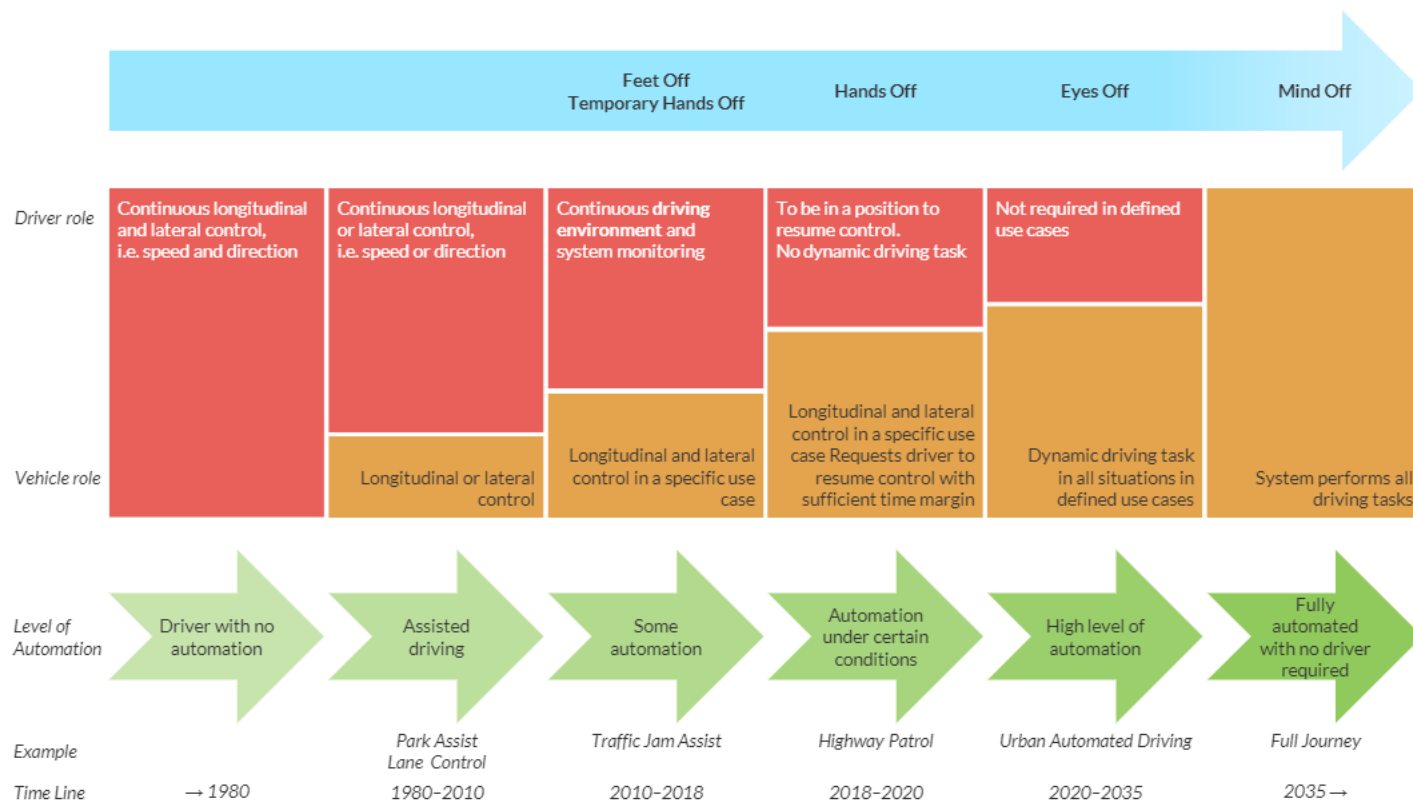 Feet Off
Temporary Hands Off
Hands Off
Eyes Off
Mind Off
Driver role
Continuous longitudinal
and lateral control,
i.e. speed and direction
Continuous longitudinal
or lateral control,
i.e. speed or direction
Continuous driving
environment and
system monitoring
To be in a position to
resume control.
No dynamic driving task
Not required in defined
use cases
Vehicle role
Longitudinal or lateral
control
Longitudinal and lateral
control in a specific use
case
Longitudinal and lateral
control in a specific use
case Requests driver to
resume control with
sufficient time margin
Dynamic driving task
in all situations in
defined use cases
System performs all
driving tasks
Level of
Automation
Driver with no
automation
Assisted
driving
Some
automation
Automation
under certain
conditions
High level of
automation
Fully
automated
with no driver
required
Example
Park Assist
Lane Control
Traffic Jam Assist
Highway Patrol
Urban Automated Driving
Full Journey
Time Line
→ 1980
1980–2010
2010–2018
2018–2020
2020–2035
2035 →